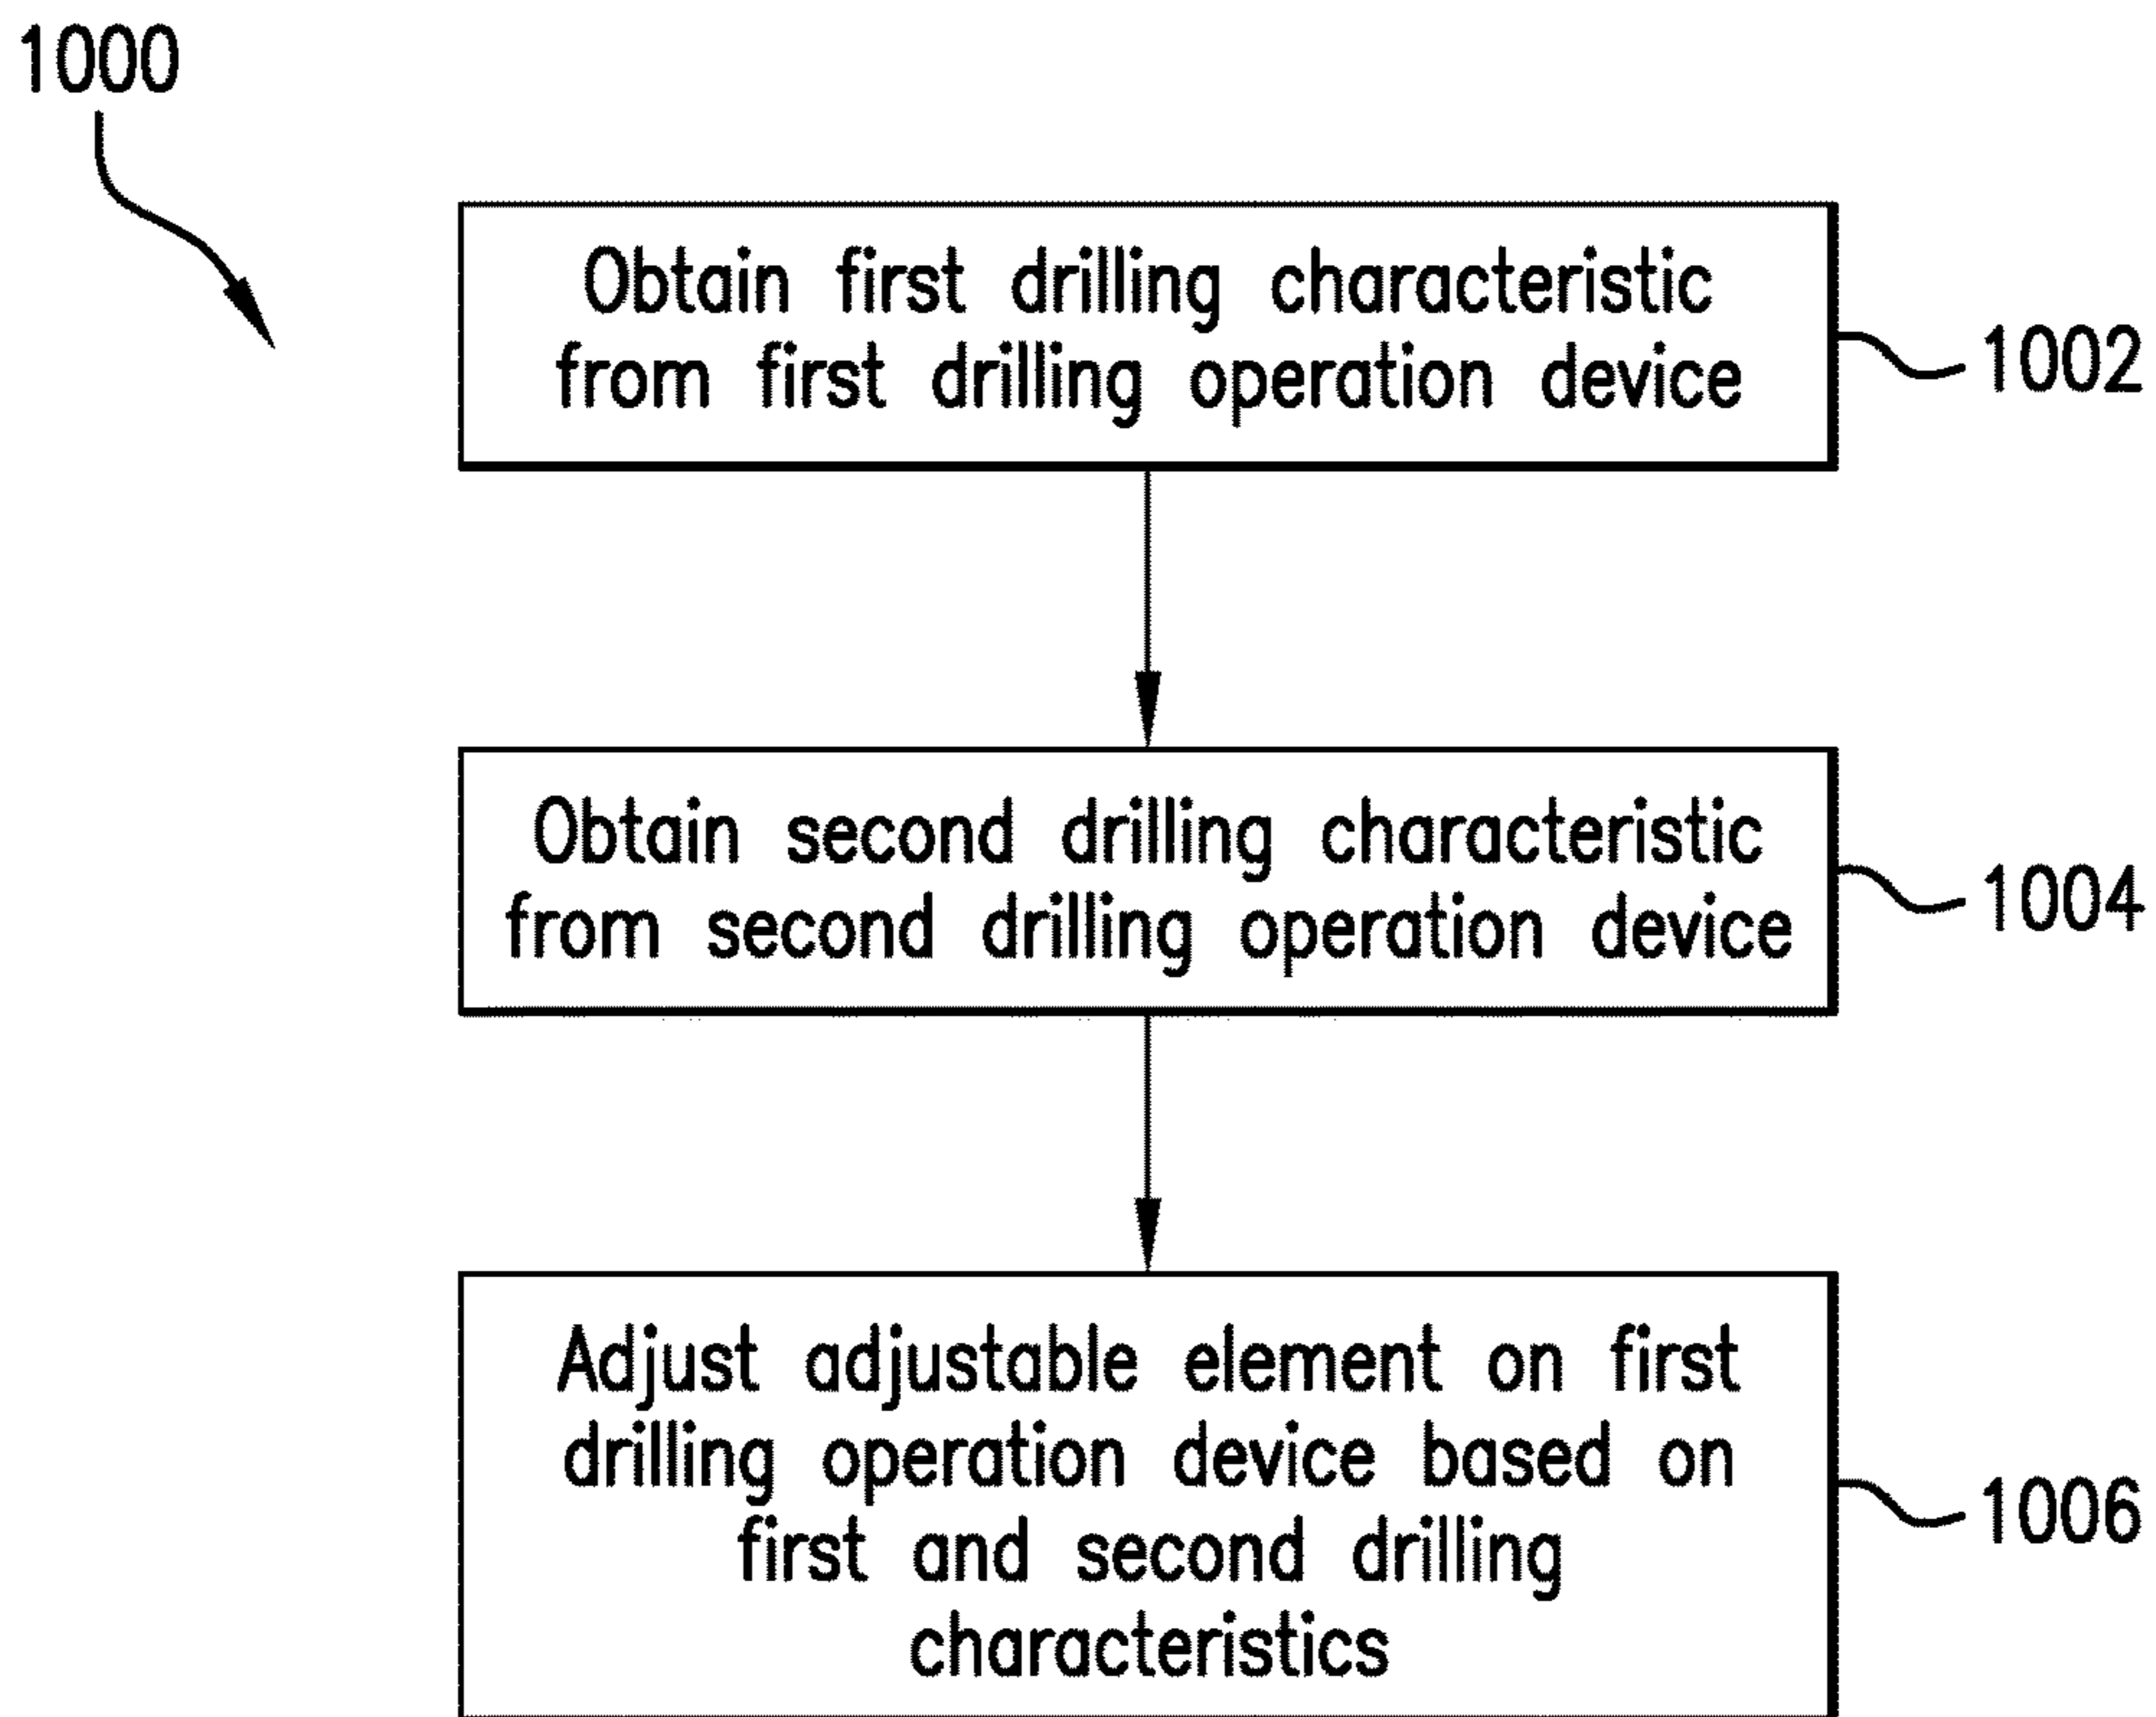 1000
Obtain first drilling characteristic
from first drilling operation device
1002
Obtain second drilling characteristic
from second drilling operation device
1004
Adjust adjustable element on first
drilling operation device based on
first and second drilling
characteristics
1006